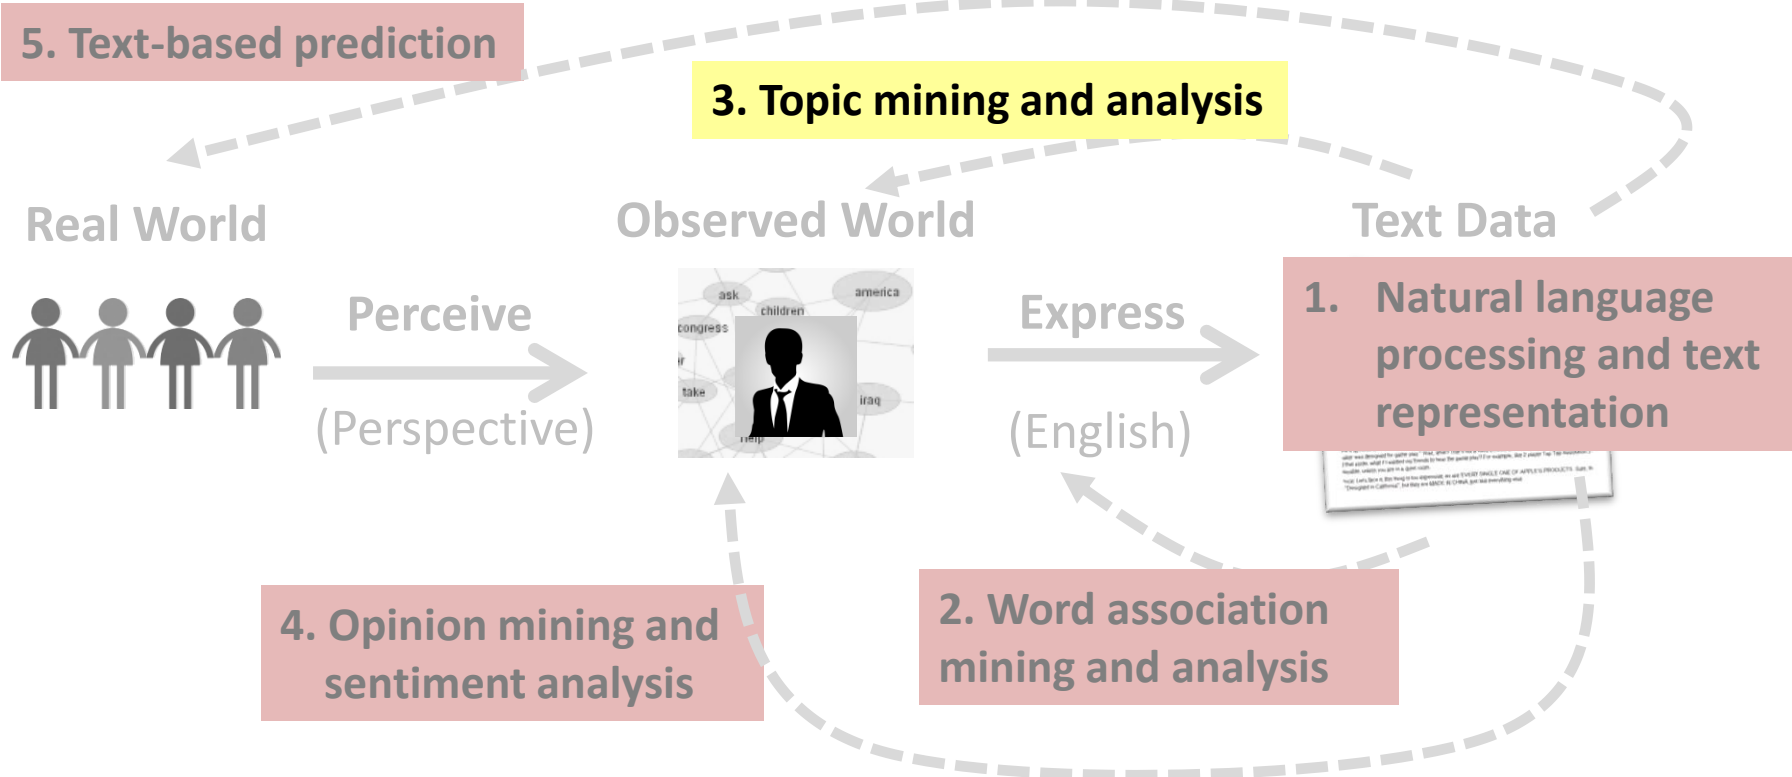 5. Text-based prediction
3. Topic mining and analysis
Real World
Observed World
Text Data
Perceive
(Perspective)
ask
america
children
congress
take
iraq
Help
Express
(English)
1. Natural language
processing and text
representation
4. Opinion mining and
sentiment analysis
2. Word association
mining and analysis